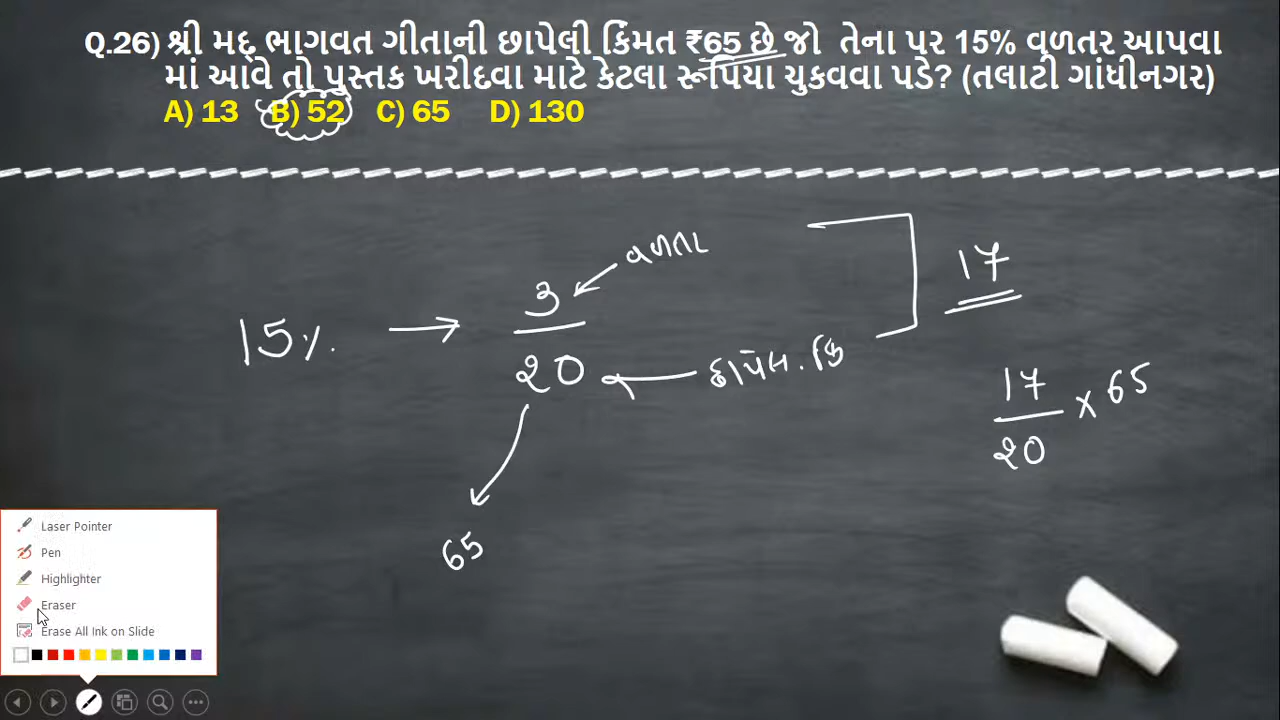 Q.26) શ્રી મદ્ ભાગવત ગીતાની છાપેલી કિંમત ₹65 છે જો તેના પર 15% વળતર આપવા
માં આવે તો પુસ્તક ખરીદવા માટે કેટલા રૂપિયા ચુકવવા પડે? (તલાટી ગાંધીનગર)
A) 13 B) 52 C) 65 D) 130
વળતર
3
17
15%
20
છાપેલ. કિં
17
20 × 65
65
Laser Pointer
Pen
Highlighter
Eraser
Erase All Ink on Slide